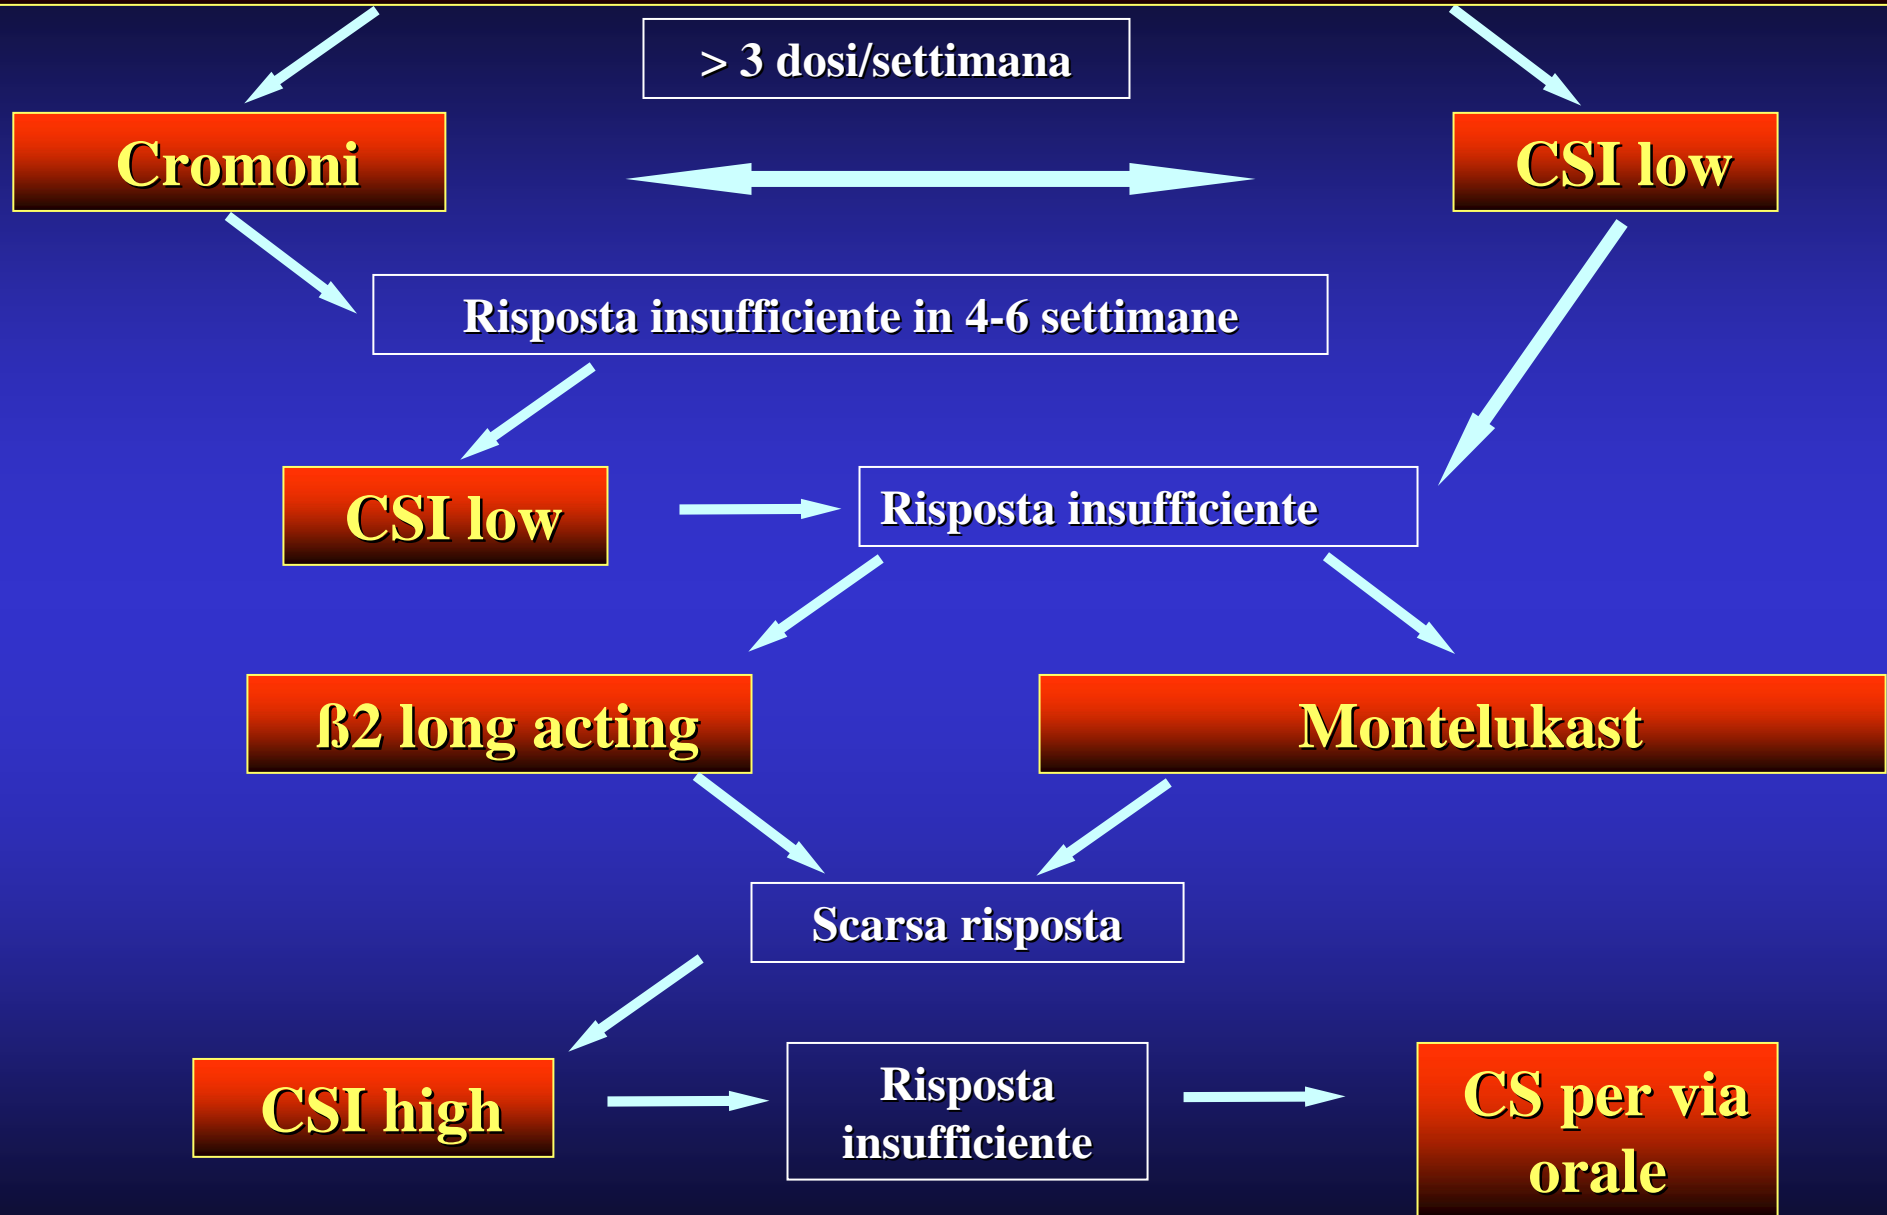 > 3 dosi/settimana
Cromoni
CSI low
Risposta insufficiente in 4-6 settimane
CSI low
Risposta insufficiente
ß2 long acting
Montelukast
Scarsa risposta
CSI high
Risposta
insufficiente
CS per via
orale